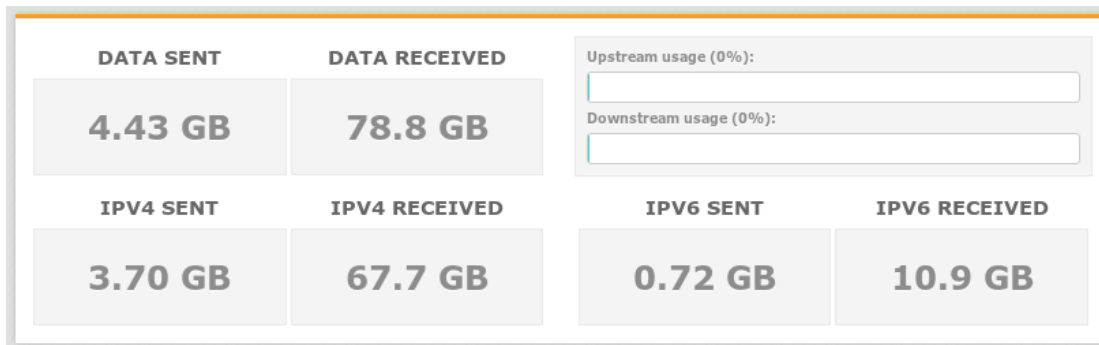 DATA SENT
DATA RECEIVED
4.43 GB
78.8 GB
Upstream usage (0%):
Downstream usage (0%):
IPV4 SENT
IPV4 RECEIVED
IPV6 SENT
IPV6 RECEIVED
3.70 GB
67.7 GB
0.72 GB
10.9 GB